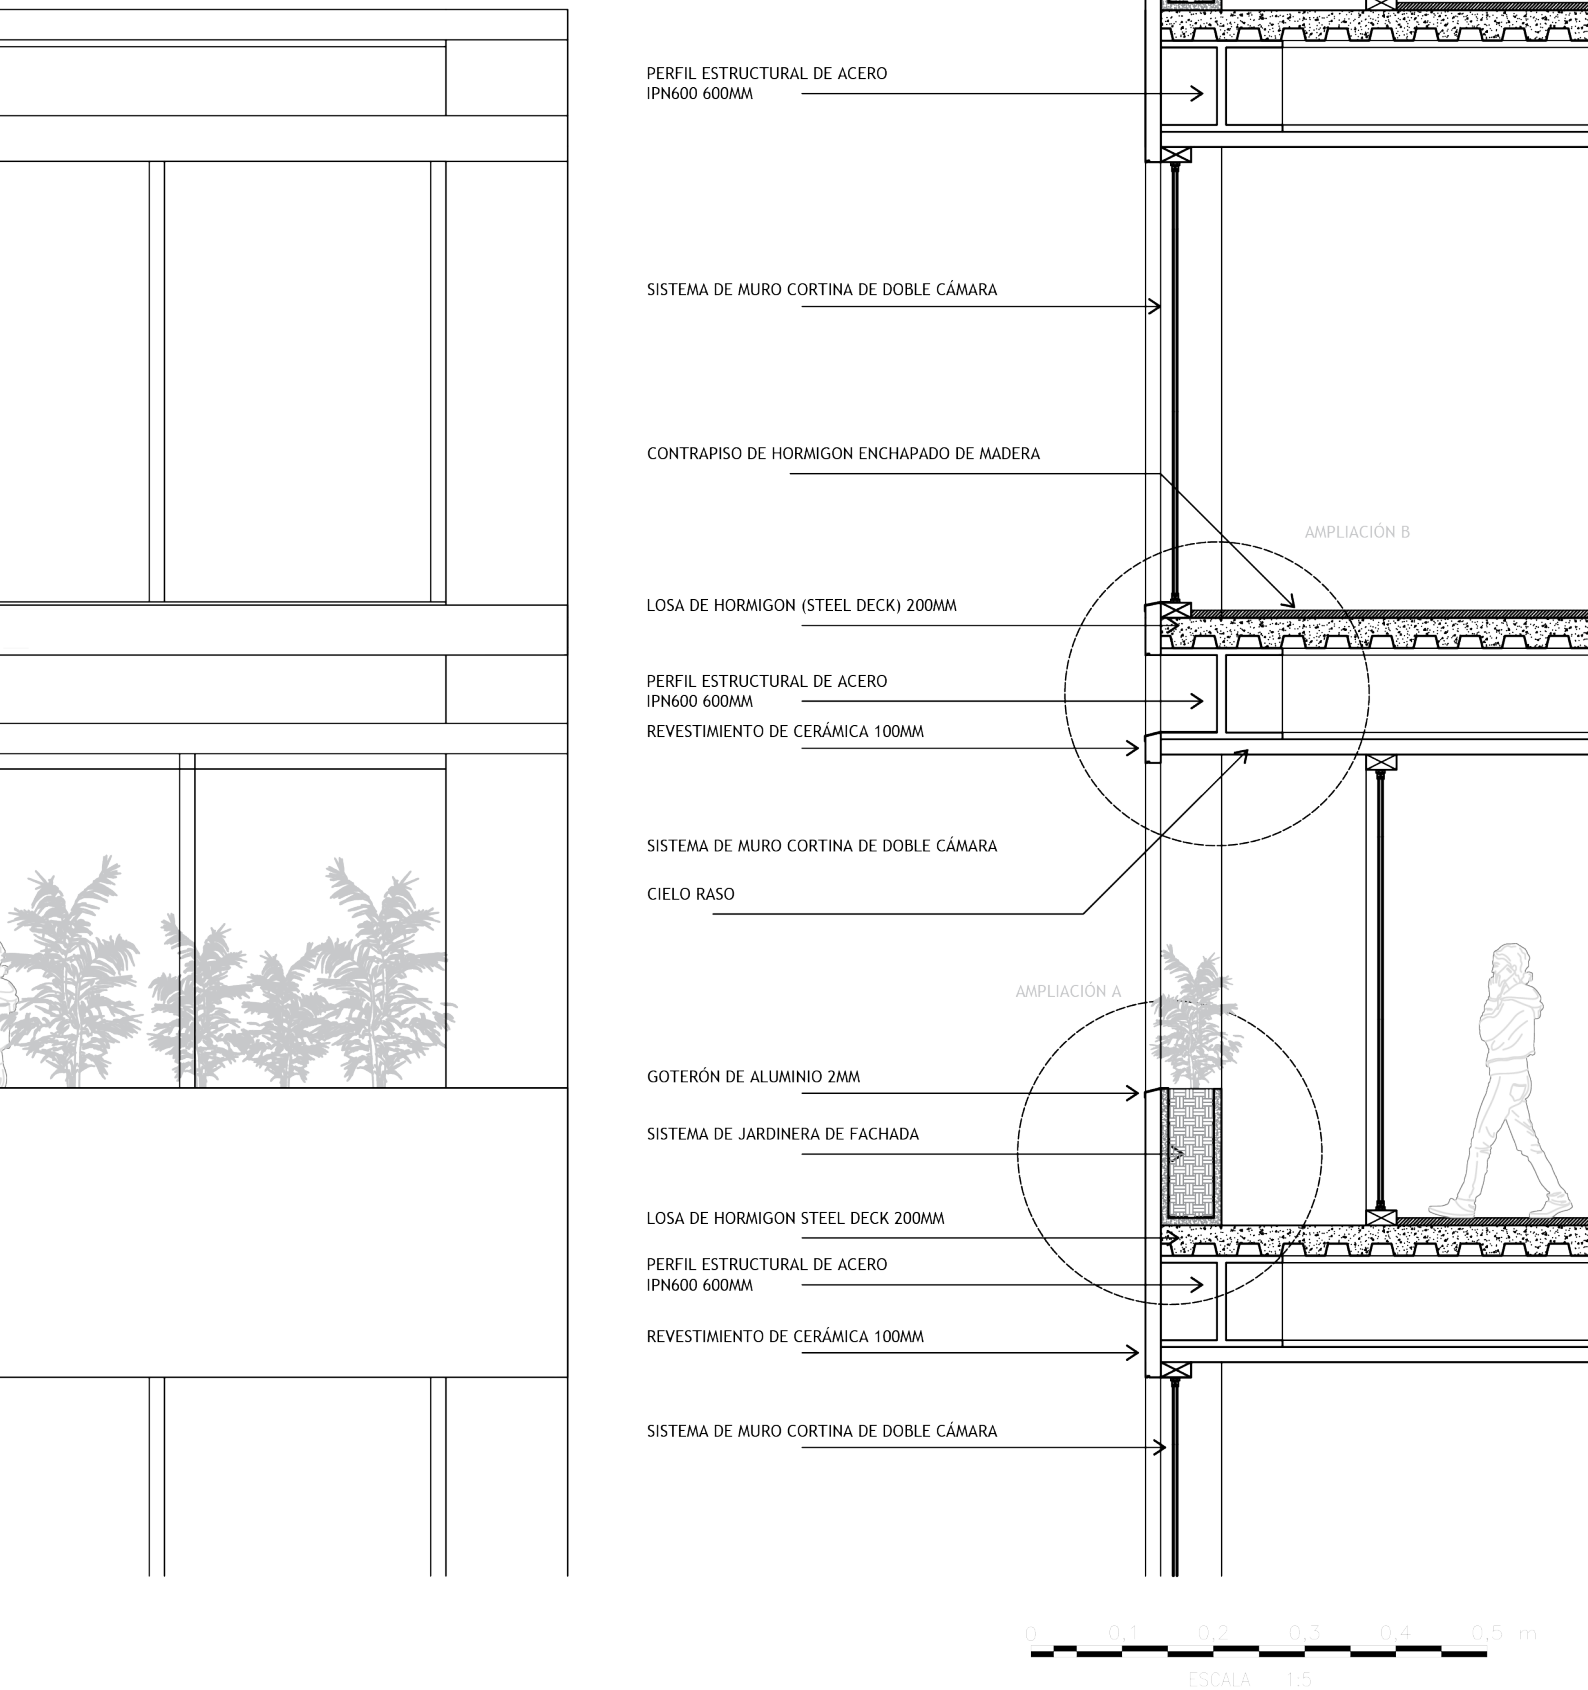 PERFIL ESTRUCTURAL DE ACERO
IPN600 600MM
SISTEMA DE MURO CORTINA DE DOBLE CÁMARA
CONTRAPISO DE HORMIGON ENCHAPADO DE MADERA
AMPLIACIÓN B
LOSA DE HORMIGON (STEEL DECK) 200MM
PERFIL ESTRUCTURAL DE ACERO
IPN600 600MM
REVESTIMIENTO DE CERÁMICA 100MM
SISTEMA DE MURO CORTINA DE DOBLE CÁMARA
CIELO RASO
AMPLIACIÓN A
GOTERÓN DE ALUMINIO 2MM
SISTEMA DE JARDINERA DE FACHADA
LOSA DE HORMIGON STEEL DECK 200MM
PERFIL ESTRUCTURAL DE ACERO
IPN600 600MM
REVESTIMIENTO DE CERÁMICA 100MM
SISTEMA DE MURO CORTINA DE DOBLE CÁMARA
0 0,1 0,2 0,3 0,4 0,5 m
ESCALA 1:5